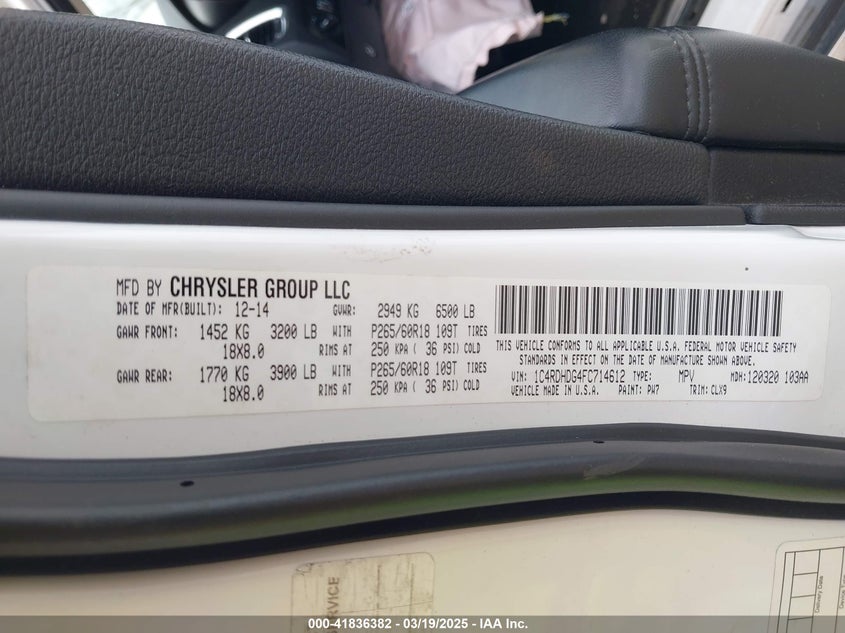 MFD BY CHRYSLER GROUP LLC
DATE OF MFR(BUILT): 12-14 GVWR: 2949 KG 6500 LB
GAWR FRONT: 1452 KG 3200 LB WITH P265/60R18 109T TIRES
18X8.0 RIMS AT 250 KPA ( 36 PSI) COLD
GAWR REAR: 1770 KG 3900 LB WITH P265/60R18 109T TIRES
18X8.0 RIMS AT 250 KPA ( 36 PSI) COLD
THIS VEHICLE CONFORMS TO ALL APPLICABLE U.S.A. FEDERAL MOTOR VEHICLE SAFETY
STANDARDS IN EFFECT ON THE DATE OF MANUFACTURE SHOWN ABOVE.
VIN: 1C4RDHDG4FC714612 TYPE: MPV MDH: 120320 103AA
VEHICLE MADE IN U.S.A. PAINT: PW7 TRIM: CLX9
SERVICE
Delivery Date
000-41836382 - 03/19/2025 - IAA Inc.